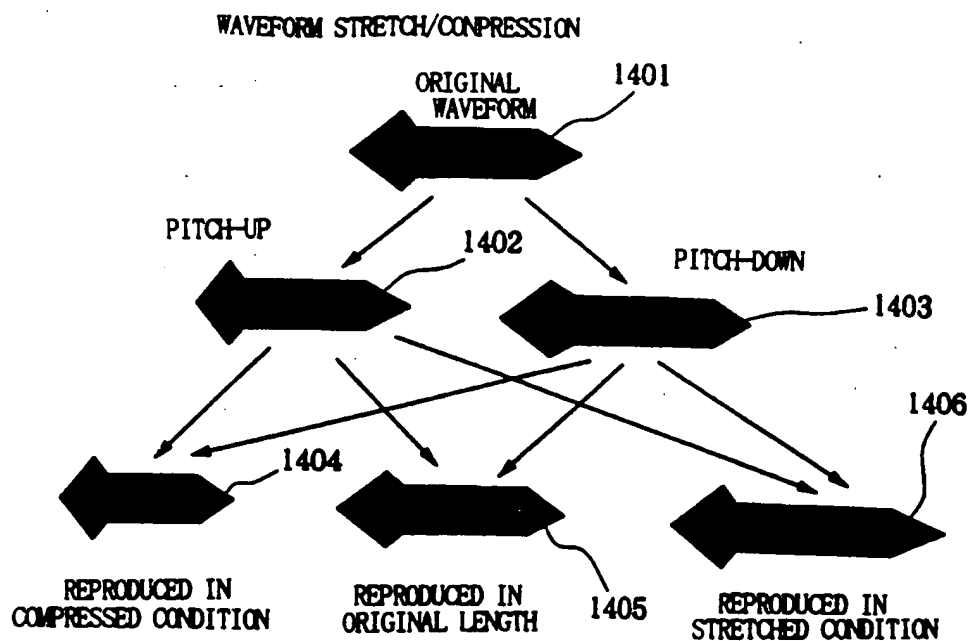 WAVEFORM STRETCH/CONPRESSION
ORIGINAL
WAVEFORM
1401
PITCH-UP
1402
PITCH-DOWN
1403
1404
1405
1406
REPRODUCED IN
COMPRESSED CONDITION
REPRODUCED IN
ORIGINAL LENGTH
REPRODUCED IN
STRETCHED CONDITION